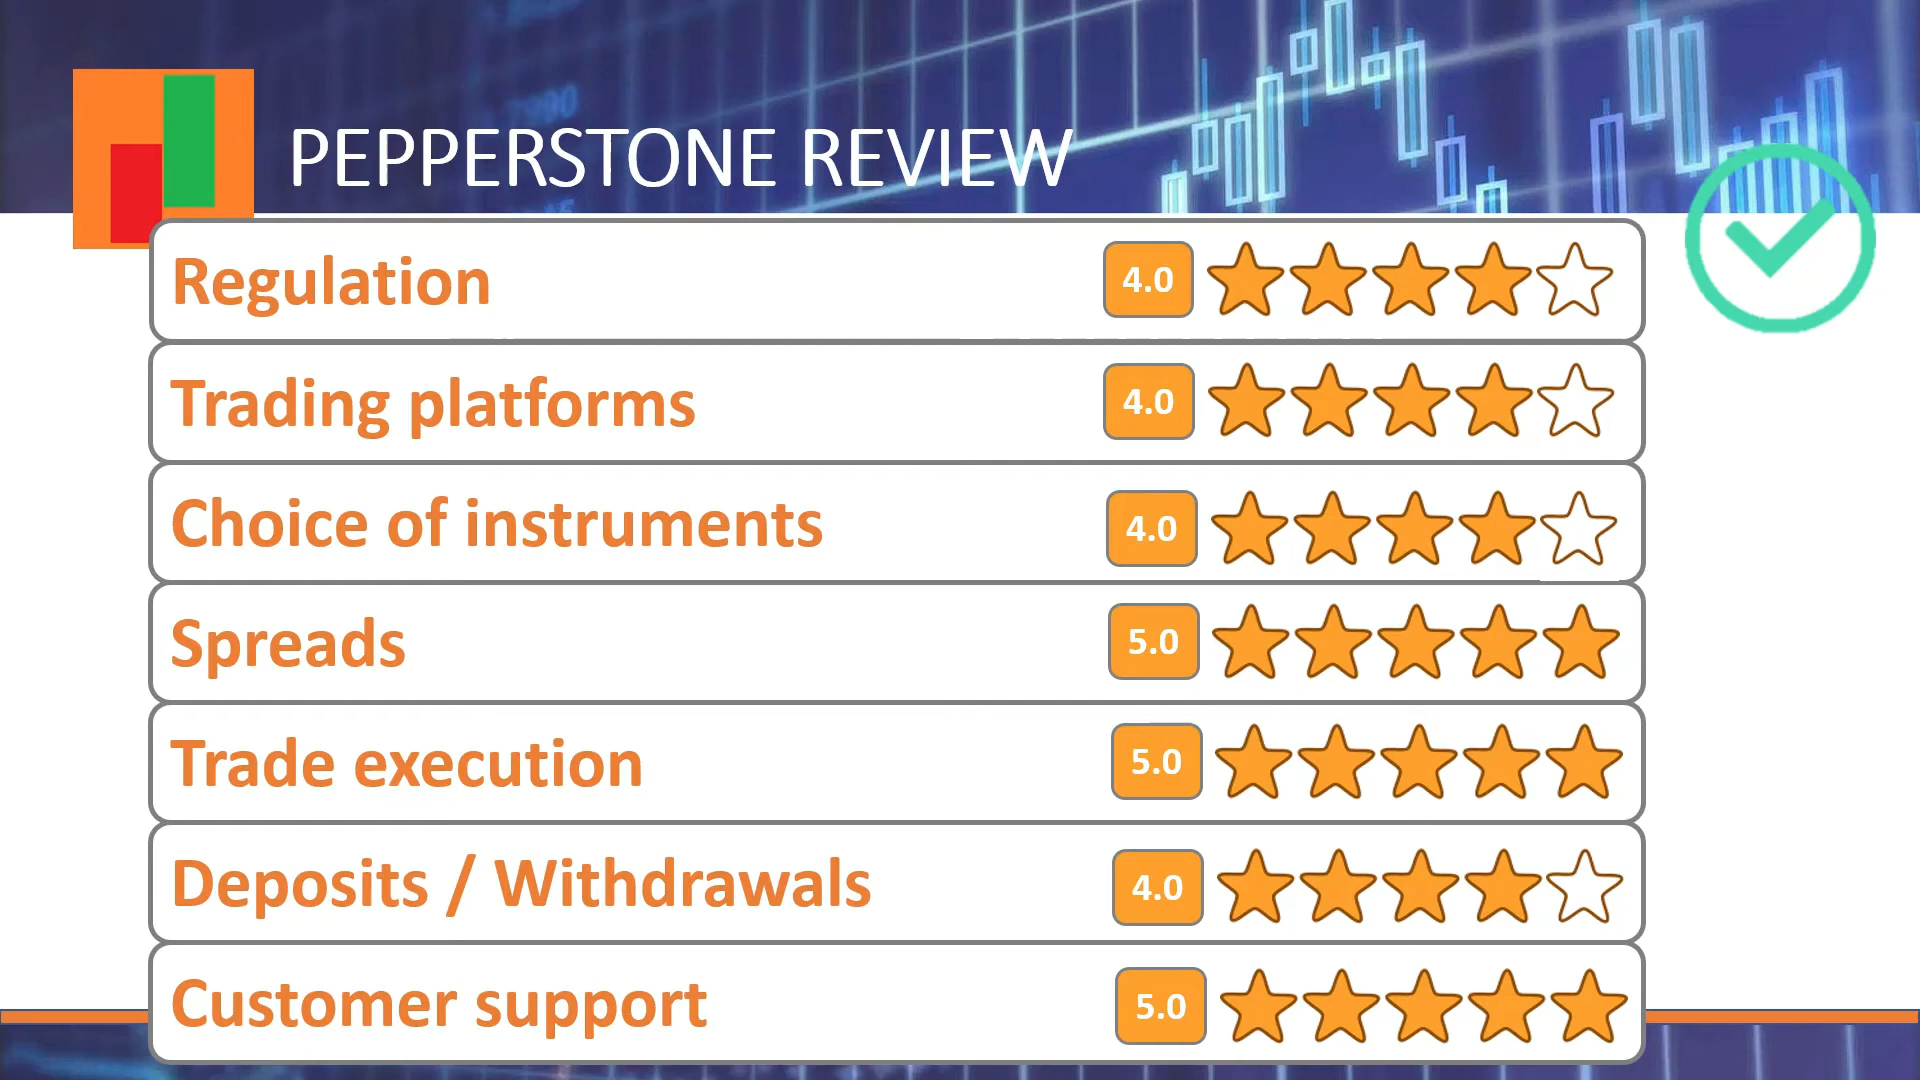 PEPPERSTONE REVIEW
Regulation 4.0
Trading platforms 4.0
Choice of instruments 4.0
Spreads 5.0
Trade execution 5.0
Deposits / Withdrawals 4.0
Customer support 5.0